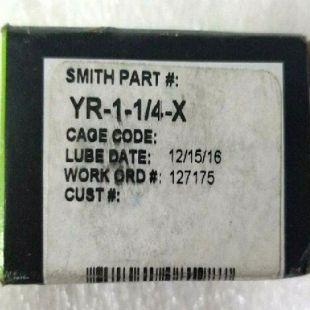 SMITH PART #:
YR-1-1/4-X
CAGE CODE:
LUBE DATE: 12/15/16
WORK ORD #: 127175
CUST #: